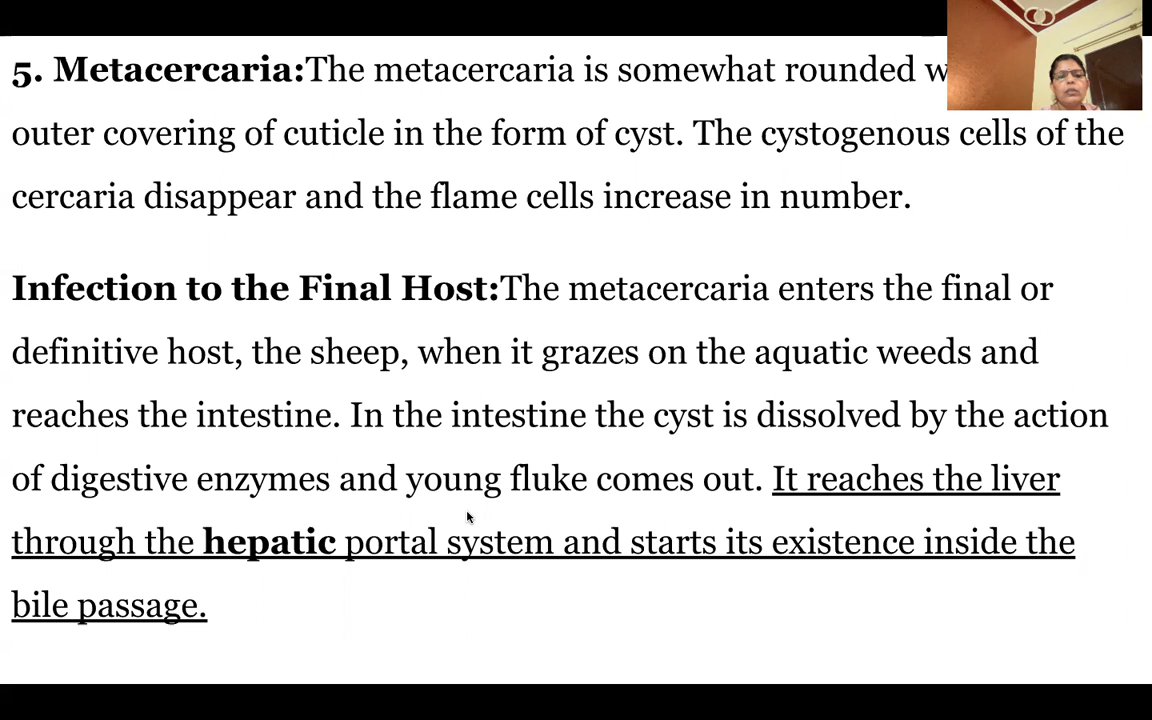 5. Metacercaria:The metacercaria is somewhat rounded
outer covering of cuticle in the form of cyst. The cystogenous cells of the
cercaria disappear and the flame cells increase in number.
Infection to the Final Host:The metacercaria enters the final or
definitive host, the sheep, when it grazes on the aquatic weeds and
reaches the intestine. In the intestine the cyst is dissolved by the action
of digestive enzymes and young fluke comes out. It reaches the liver
through the hepatic portal system and starts its existence inside the
bile passage.